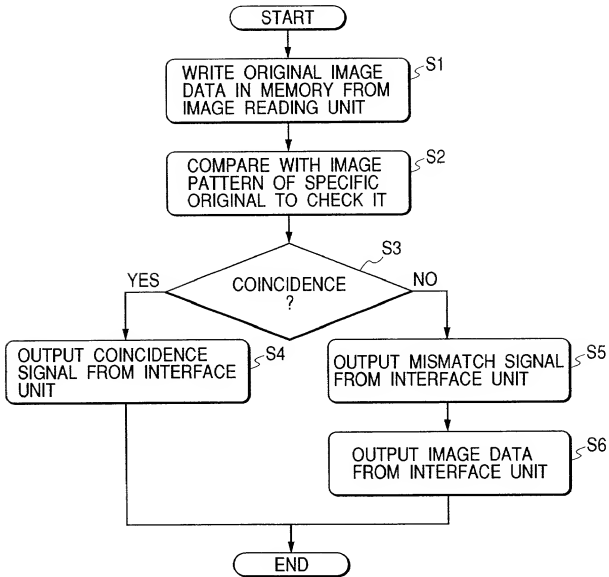 START
WRITE ORIGINAL IMAGE
DATA IN MEMORY FROM
IMAGE READING UNIT
S1
COMPARE WITH IMAGE
PATTERN OF SPECIFIC
ORIGINAL TO CHECK IT
S2
COINCIDENCE
?
S3
YES
NO
OUTPUT COINCIDENCE
SIGNAL FROM INTERFACE
UNIT
S4
OUTPUT MISMATCH SIGNAL
FROM INTERFACE UNIT
S5
OUTPUT IMAGE DATA
FROM INTERFACE UNIT
S6
END